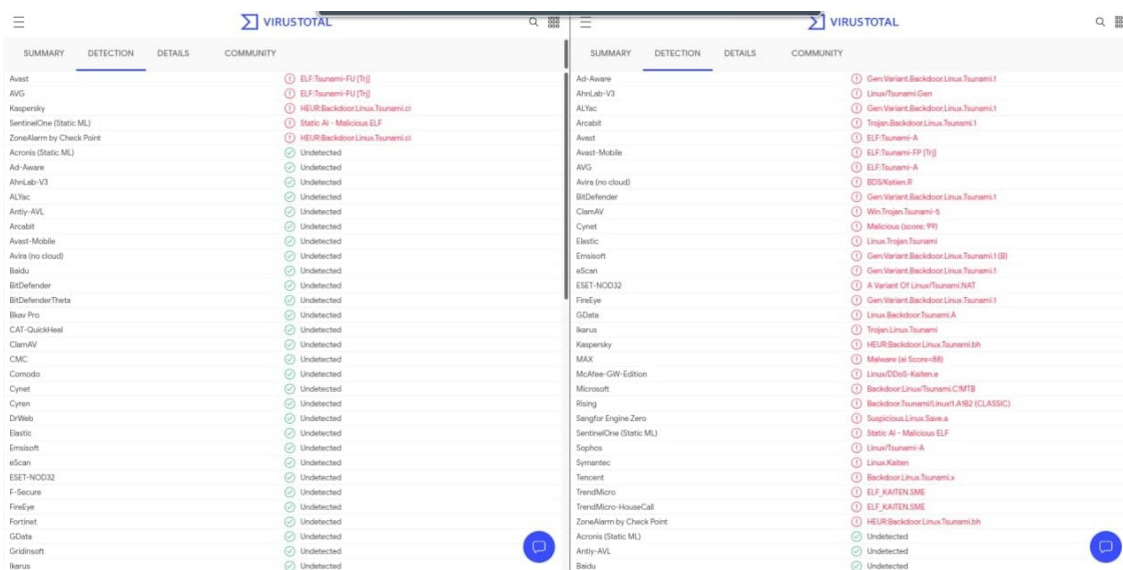 VIRUSTOTAL
SUMMARY DETECTION DETAILS COMMUNITY
Avast ELF:Tsunami-FU [Trj]
AVG ELF:Tsunami-FU [Trj]
Kaspersky HEUR:Backdoor.Linux.Tsunami.ci
SentinelOne (Static ML) Static AI - Malicious ELF
ZoneAlarm by Check Point HEUR:Backdoor.Linux.Tsunami.ci
Acronis (Static ML) Undetected
Ad-Aware Undetected
AhnLab-V3 Undetected
ALYac Undetected
Antiy-AVL Undetected
Arcabit Undetected
Avast-Mobile Undetected
Avira (no cloud) Undetected
Baidu Undetected
BitDefender Undetected
BitDefenderTheta Undetected
Bkav Pro Undetected
CAT-QuickHeal Undetected
ClamAV Undetected
CMC Undetected
Comodo Undetected
Cynet Undetected
Cyren Undetected
DrWeb Undetected
Elastic Undetected
Emsisoft Undetected
eScan Undetected
ESET-NOD32 Undetected
F-Secure Undetected
FireEye Undetected
Fortinet Undetected
GData Undetected
Gridinsoft Undetected
Ikarus Undetected
VIRUSTOTAL
SUMMARY DETECTION DETAILS COMMUNITY
Ad-Aware Gen:Variant.Backdoor.Linux.Tsunami.1
AhnLab-V3 Linux/Tsunami.Gen
ALYac Gen:Variant.Backdoor.Linux.Tsunami.1
Arcabit Trojan.Backdoor.Linux.Tsunami.1
Avast ELF:Tsunami-A
Avast-Mobile ELF:Tsunami-FP [Trj]
AVG ELF:Tsunami-A
Avira (no cloud) BDS/Katien.R
BitDefender Gen:Variant.Backdoor.Linux.Tsunami.1
ClamAV Win.Trojan.Tsunami-5
Cynet Malicious (score: 99)
Elastic Linux.Trojan.Tsunami
Emsisoft Gen:Variant.Backdoor.Linux.Tsunami.1 (B)
eScan Gen:Variant.Backdoor.Linux.Tsunami.1
ESET-NOD32 A Variant Of Linux/Tsunami.NAT
FireEye Gen:Variant.Backdoor.Linux.Tsunami.1
GData Linux.Backdoor.Tsunami.A
Ikarus Trojan.Linux.Tsunami
Kaspersky HEUR:Backdoor.Linux.Tsunami.bh
MAX Malware (ai Score=88)
McAfee-GW-Edition Linux/DDoS-Kaiten.e
Microsoft Backdoor:Linux/Tsunami.C!MTB
Rising Backdoor.Tsunami/Linux!1.A1B2 (CLASSIC)
Sangfor Engine Zero Suspicious.Linux.Save.a
SentinelOne (Static ML) Static AI - Malicious ELF
Sophos Linux/Tsunami-A
Symantec Linux.Kaiten
Tencent Backdoor.Linux.Tsunami.x
TrendMicro ELF_KAITEN.SME
TrendMicro-HouseCall ELF_KAITEN.SME
ZoneAlarm by Check Point HEUR:Backdoor.Linux.Tsunami.bh
Acronis (Static ML) Undetected
Antiy-AVL Undetected
Baidu Undetected